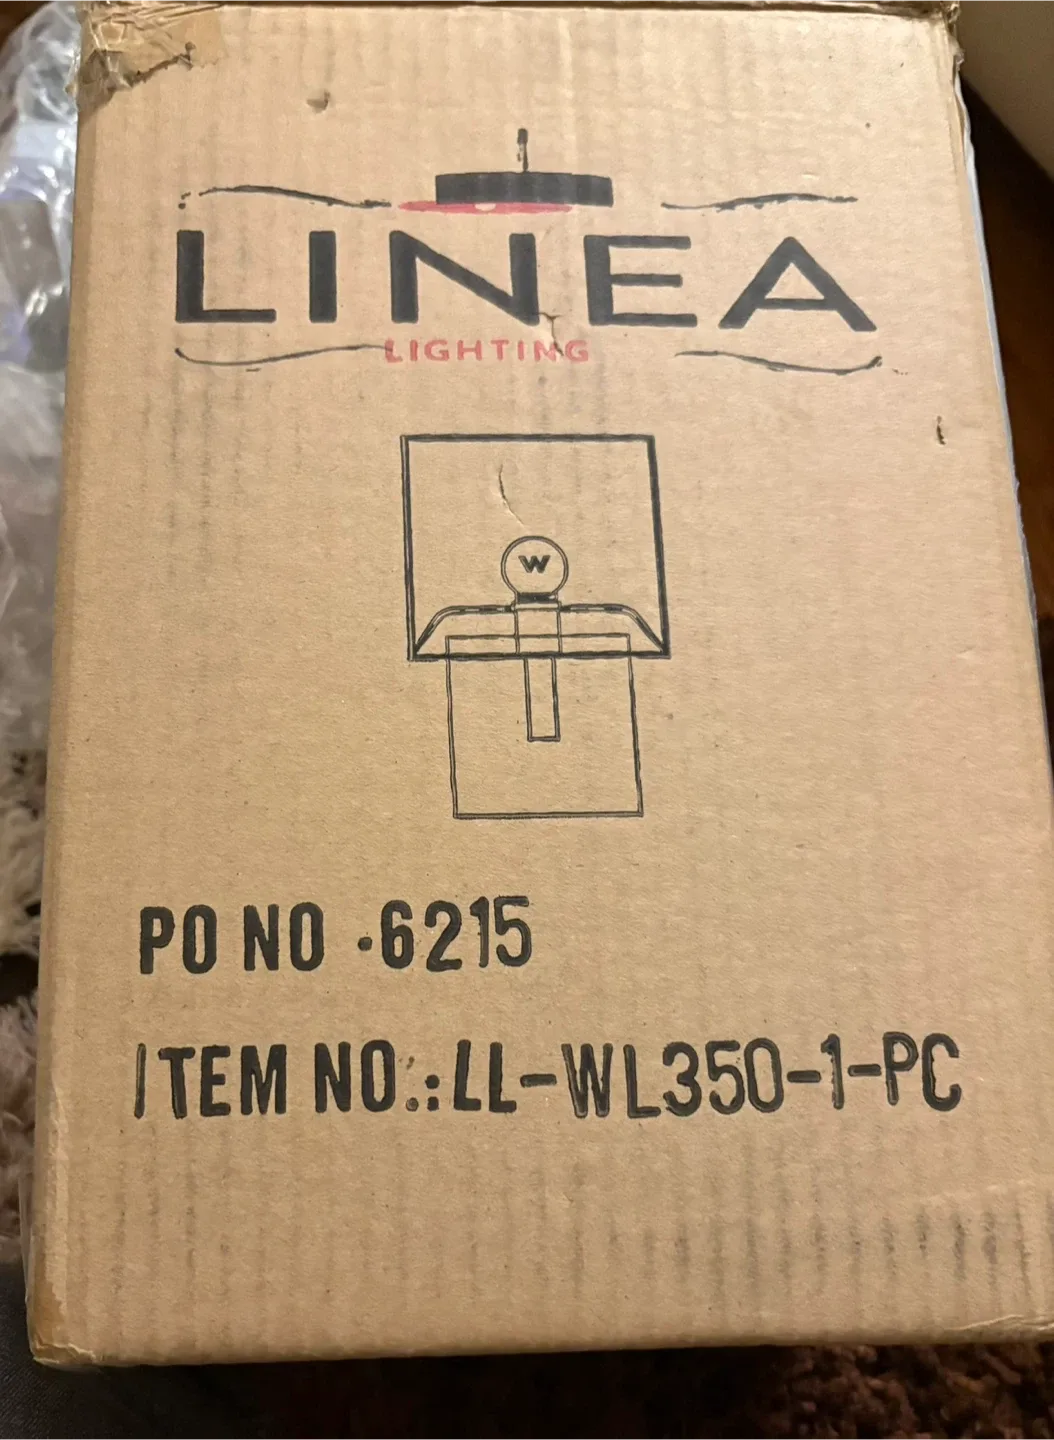 LINEA
LIGHTING
W
PO NO .6215
ITEM NO.:LL-WL350-1-PC